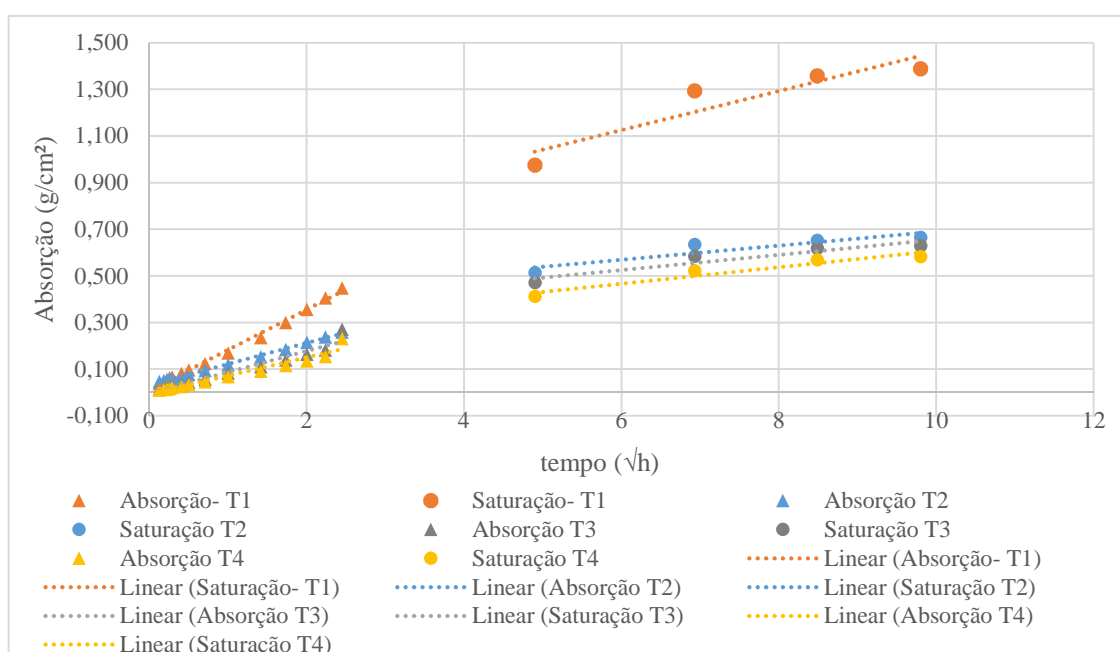 1,500
1,300
1,100
0,900
0,700
0,500
0,300
0,100
-0,100
0 2 4 6 8 10 12
Absorção (g/cm²)
tempo (√h)
Absorção- T1 Saturação- T1 Absorção T2
Saturação T2 Absorção T3 Saturação T3
Absorção T4 Saturação T4 Linear (Absorção- T1)
Linear (Saturação- T1) Linear (Absorção T2) Linear (Saturação T2)
Linear (Absorção T3) Linear (Saturação T3) Linear (Absorção T4)
Linear (Saturação T4)